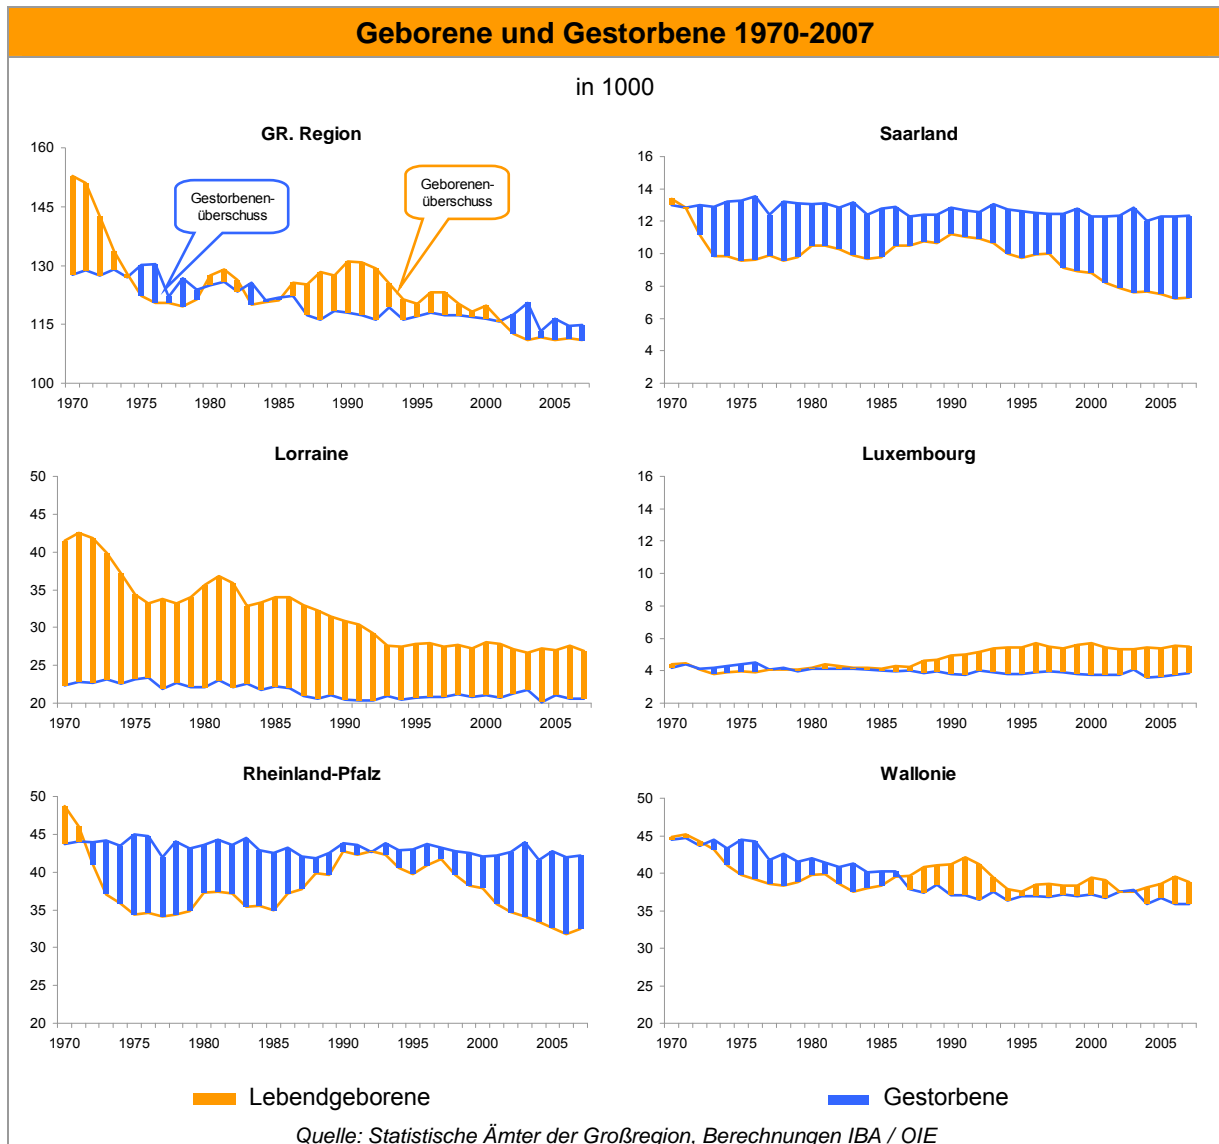 Geborene und Gestorbene 1970-2007
in 1000
GR. Region
160
145
130
115
100
1970 1975 1980 1985 1990 1995 2000 2005
Gestorbenen-
überschuss
Geborenen-
überschuss
Saarland
16
14
12
10
8
6
4
2
1970 1975 1980 1985 1990 1995 2000 2005
Lorraine
50
45
40
35
30
25
20
1970 1975 1980 1985 1990 1995 2000 2005
Luxembourg
16
14
12
10
8
6
4
2
1970 1975 1980 1985 1990 1995 2000 2005
Rheinland-Pfalz
50
45
40
35
30
25
20
1970 1975 1980 1985 1990 1995 2000 2005
Wallonie
50
45
40
35
30
25
20
1970 1975 1980 1985 1990 1995 2000 2005
Lebendgeborene
Gestorbene
Quelle: Statistische Ämter der Großregion, Berechnungen IBA / OIE